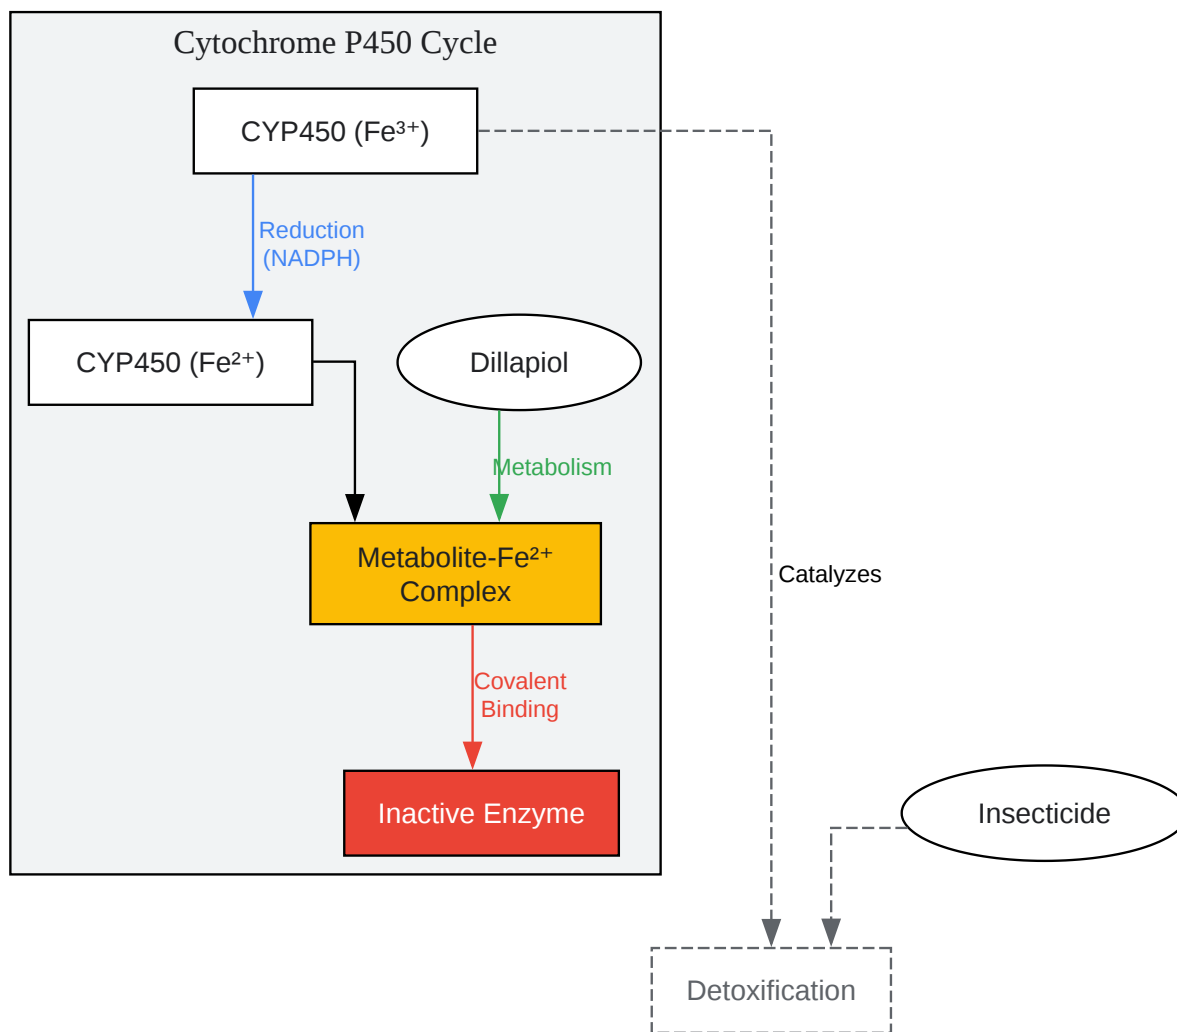 Cytochrome P450 Cycle
CYP450 (Fe³⁺)
Reduction
(NADPH)
CYP450 (Fe²⁺)
Dillapiol
Metabolism
Metabolite-Fe²⁺
Complex
Catalyzes
Covalent
Binding
Inactive Enzyme
Insecticide
Detoxification